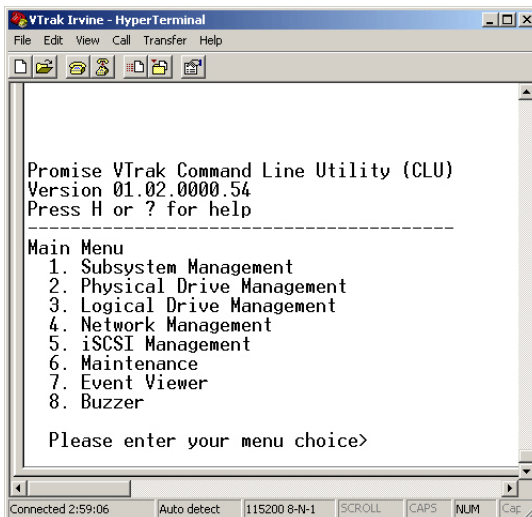 VTrak Irvine - HyperTerminal
File Edit View Call Transfer Help
Promise VTrak Command Line Utility (CLU)
Version 01.02.0000.54
Press H or ? for help
----------------------------------------
Main Menu
1. Subsystem Management
2. Physical Drive Management
3. Logical Drive Management
4. Network Management
5. iSCSI Management
6. Maintenance
7. Event Viewer
8. Buzzer
Please enter your menu choice>
Connected 2:59:06 Auto detect 115200 8-N-1 SCROLL CAPS NUM Cap